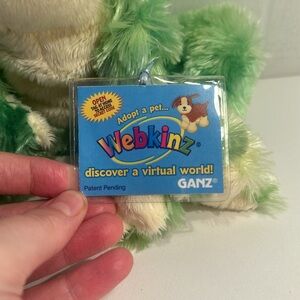 Adopt a pet...
Webkinz®
discover a virtual world!
GANZ®
Patent Pending